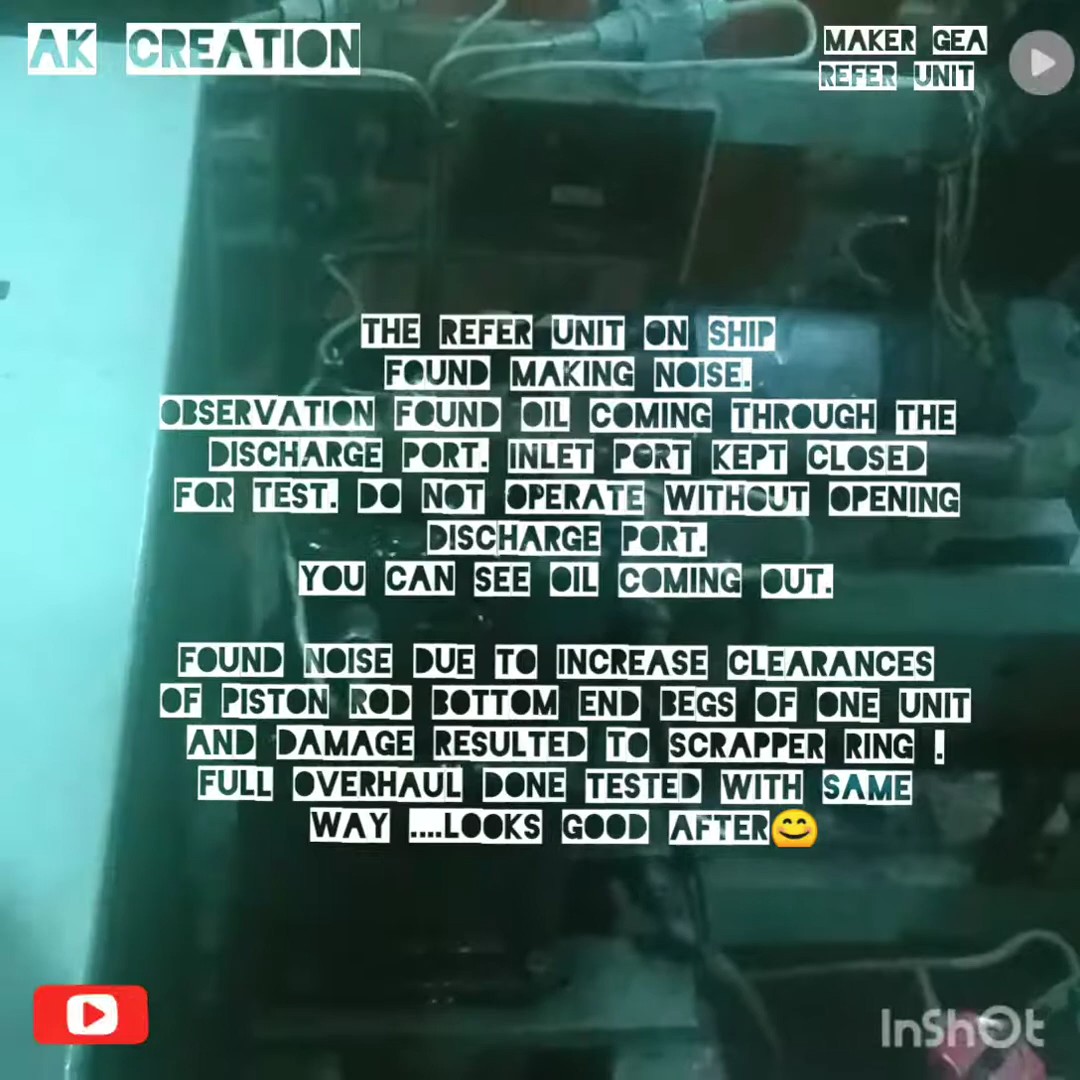 AK CREATION
MAKER GEA
REFER UNIT
THE REFER UNIT ON SHIP
FOUND MAKING NOISE.
OBSERVATION FOUND OIL COMING THROUGH THE
DISCHARGE PORT. INLET PORT KEPT CLOSED
FOR TEST. DO NOT OPERATE WITHOUT OPENING
DISCHARGE PORT.
YOU CAN SEE OIL COMING OUT.
FOUND NOISE DUE TO INCREASE CLEARANCES
OF PISTON ROD BOTTOM END BEGS OF ONE UNIT
AND DAMAGE RESULTED TO SCRAPPER RING .
FULL OVERHAUL DONE TESTED WITH SAME
WAY ....LOOKS GOOD AFTER😊
InShOt